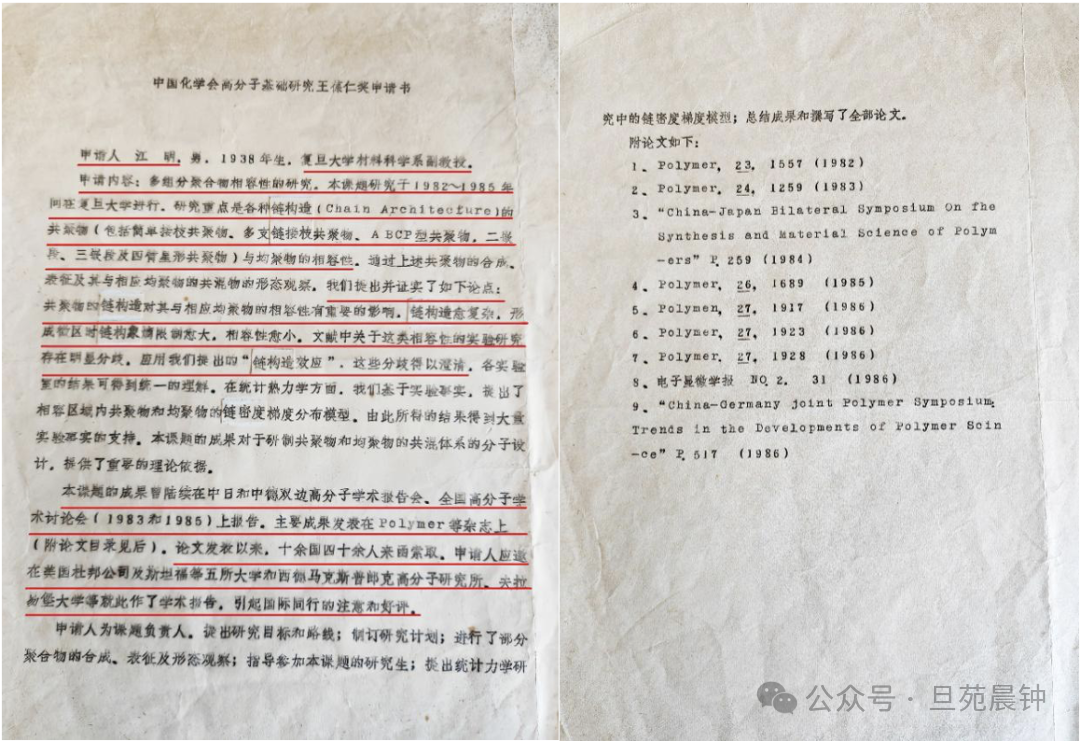 中国化学会高分子基础研究王葆仁奖申请书
申请人 江 明，男，1938年生，复旦大学材料科学系副教授。
申请内容：多组分聚合物相容性的研究。本课题研究于1982～1985年
间在复旦大学进行。研究重点是各种链构造(Chain Architecture)的
共聚物(包括简单接枝共聚物、多支链接枝共聚物、ABCP型共聚物，二嵌
段、三嵌段及四臂星形共聚物)与均聚物的相容性。通过上述共聚物的合成、
表征及其与相应均聚物的共混物的形态观察，我们提出并证实了如下论点：
共聚物的链构造对其与相应均聚物的相容性有重要的影响。链构造愈复杂，形
成微区时链构象的限制愈大，相容性愈小。文献中关于这类相容性的实验研究
存在明显分歧。应用我们提出的“链构造效应”，这些分歧得以澄清，各实验
室的结果可得到统一的理解。在统计热力学方面，我们基于实验事实，提出了
相容区域内共聚物和均聚物的链密度梯度分布模型。由此所得的结果得到大量
实验事实的支持。本课题的成果对于研制共聚物和均聚物的共混体系的分子设
计，提供了重要的理论依据。
本课题的成果曾陆续在中日和中德双边高分子学术报告会、全国高分子学
术讨论会(1983和1985)上报告。主要成果发表在Polymer等杂志上
(附论文目录见后)。论文发表以来，十余国四十余人来函索取。申请人应邀
在美国杜邦公司及斯坦福等五所大学和西德马克斯普郎克高分子研究所、夫拉
堡大学等就此作了学术报告，引起国际同行的注意和好评。
申请人为课题负责人。提出研究目标和路线；制订研究计划；进行了部分
聚合物的合成、表征及形态观察；指导参加本课题的研究生；提出统计力学研
究中的链密度梯度模型；总结成果和撰写了全部论文。
附论文如下：
1、Polymer, 23, 1557 (1982)
2、Polymer, 24, 1259 (1983)
3、“China-Japan Bilateral Symposium On the
Synthesis and Material Science of Polym
-ers” P. 259 (1984)
4、Polymer, 26, 1689 (1985)
5、Polymen, 27, 1917 (1986)
6、Polymer, 27, 1923 (1986)
7、Polymer, 27, 1928 (1986)
8、电子显微学报 NO.2. 31 (1986)
9、“China-Germany joint Polymer Symposium:
Trends in the Developments of Polymer Scin
-ce” P. 517 (1986)
公众号·旦苑晨钟